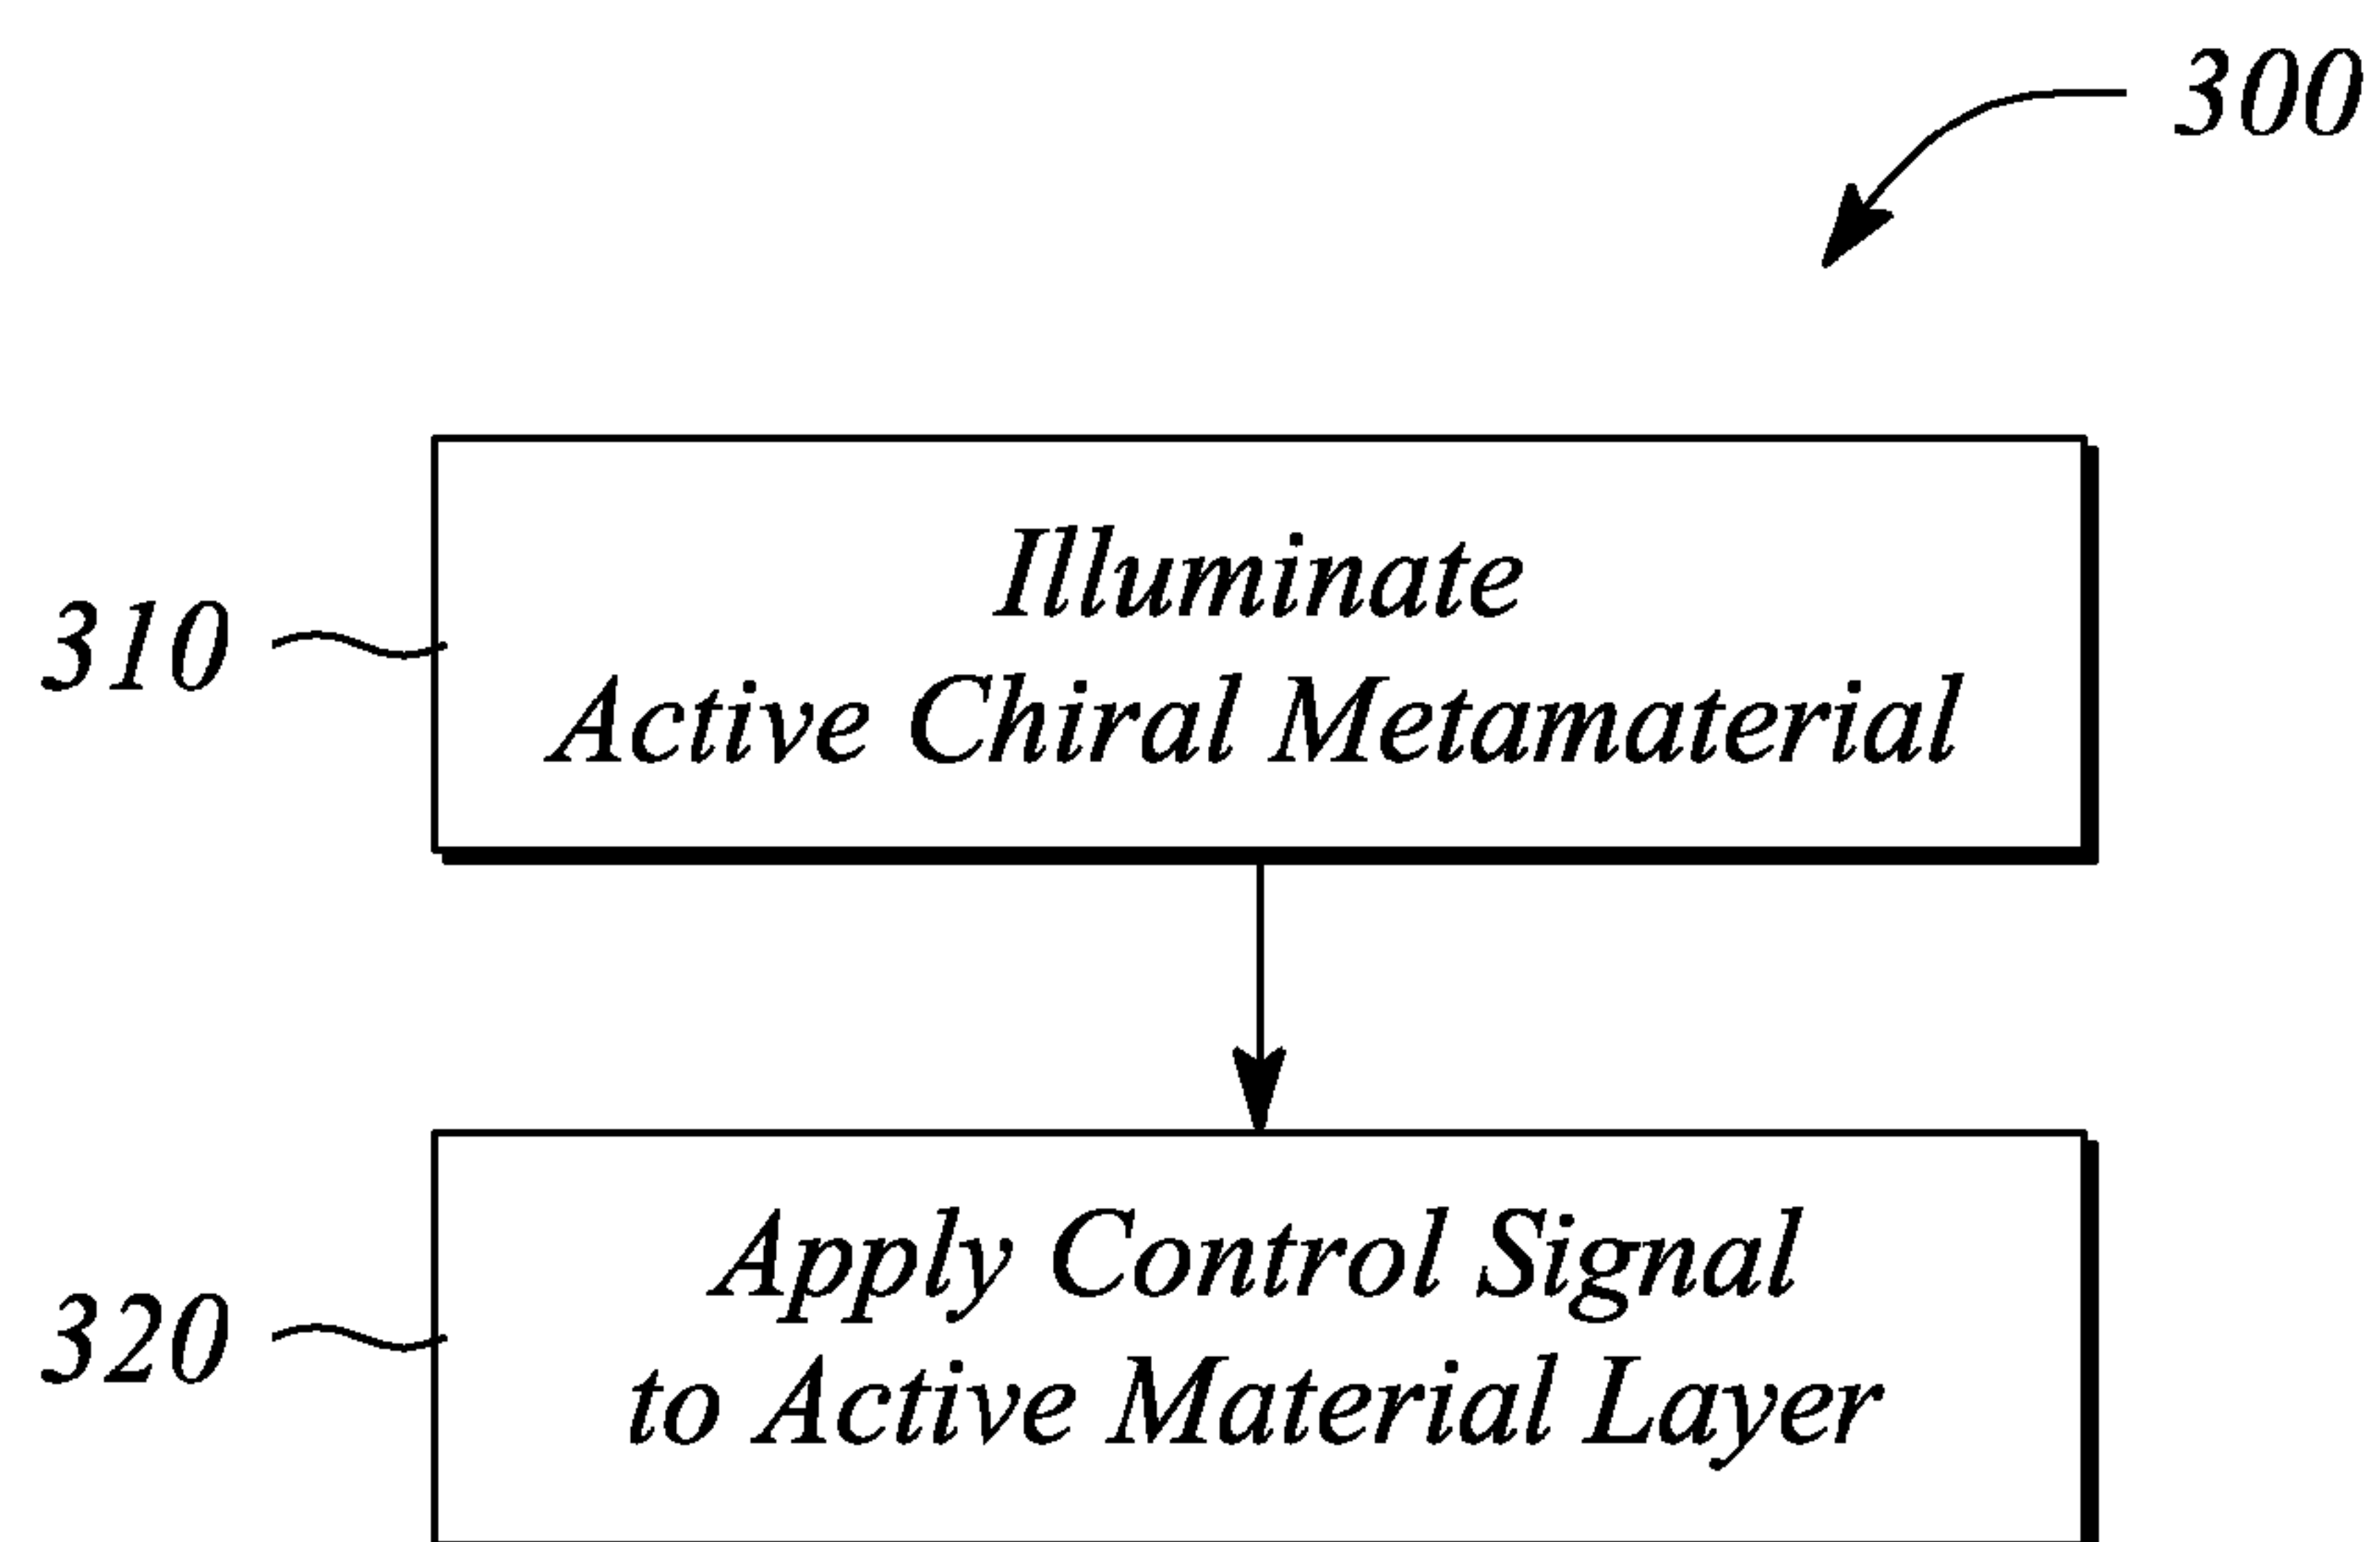 300
310
Illuminate
Active Chiral Metamaterial
320
Apply Control Signal
to Active Material Layer